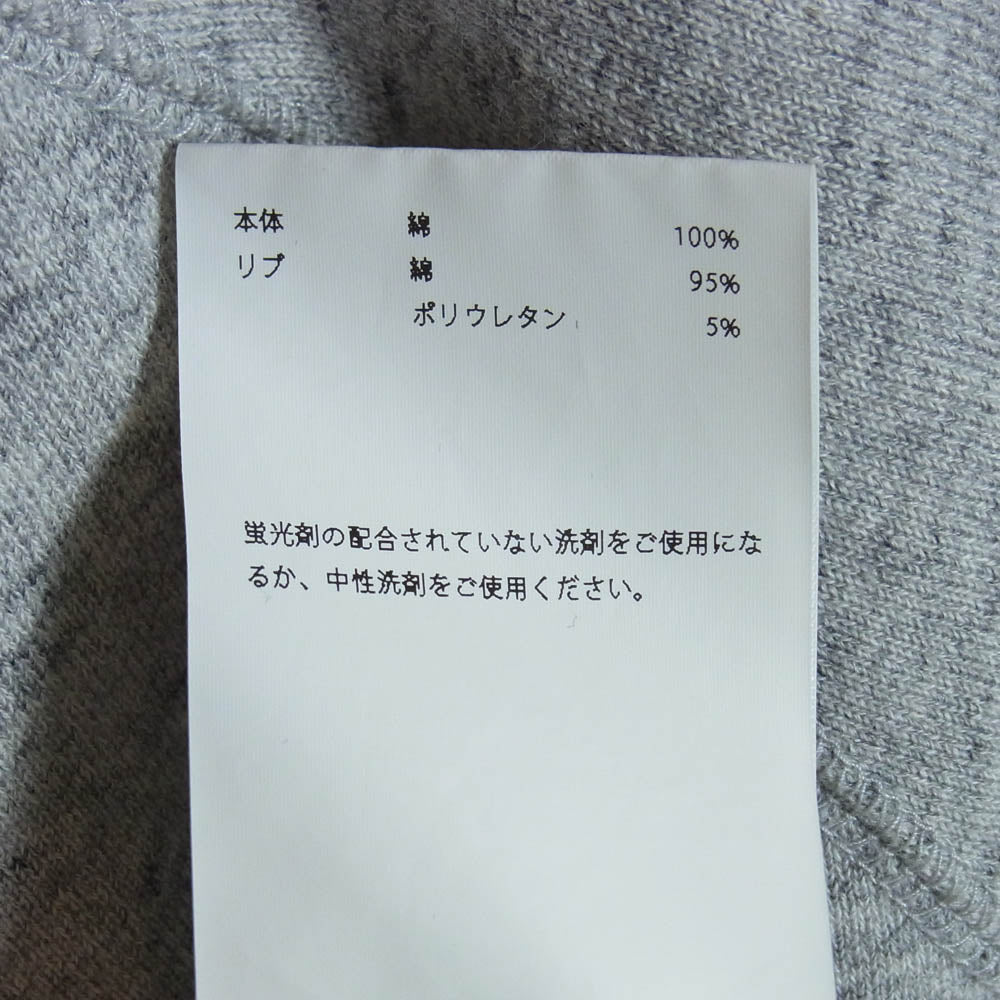 本体 綿 100%
リブ 綿 95%
ポリウレタン 5%
蛍光剤の配合されていない洗剤をご使用にな
るか、中性洗剤をご使用ください。